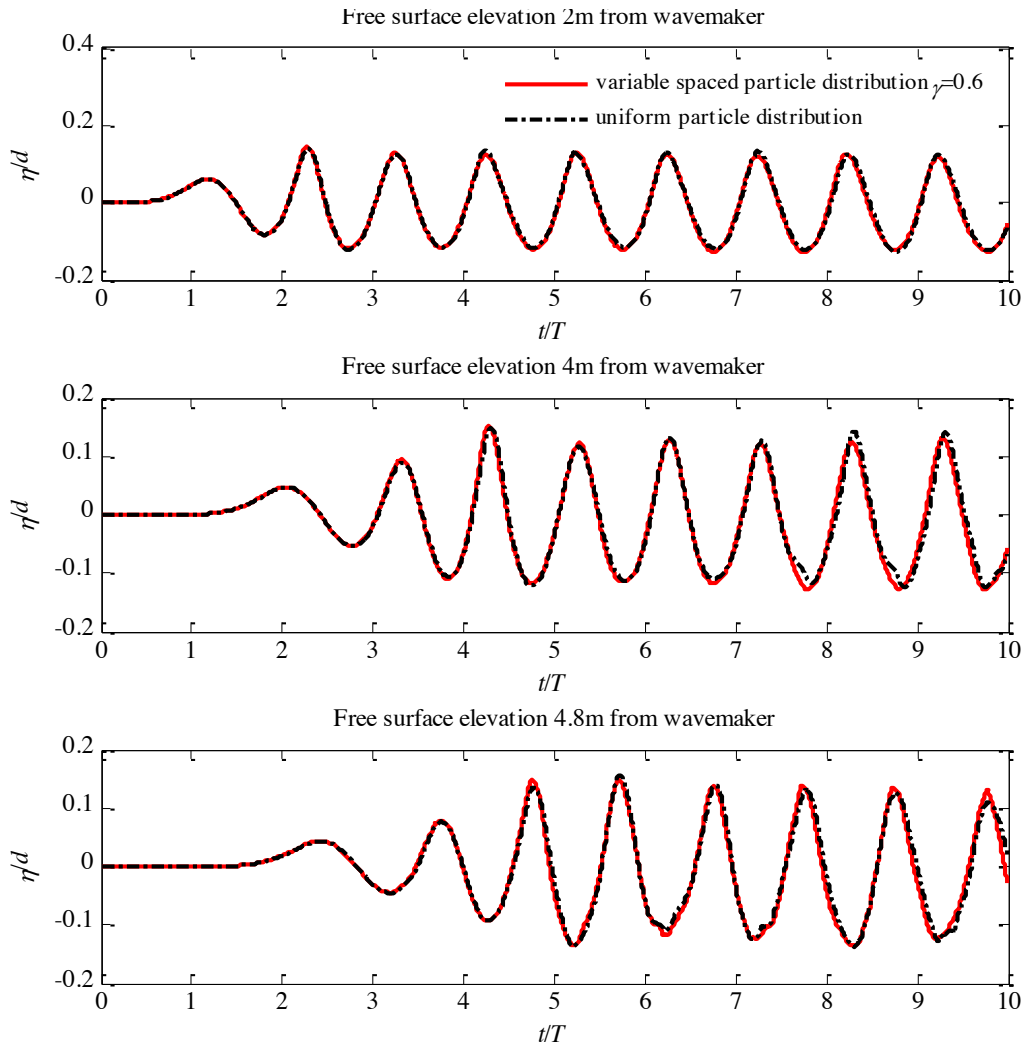 Free surface elevation 2m from wavemaker
0.4
0.2
0
-0.2
η/d
variable spaced particle distribution γ=0.6
uniform particle distribution
0 1 2 3 4 5 6 7 8 9 10
t/T
Free surface elevation 4m from wavemaker
0.2
0.1
0
-0.1
-0.2
η/d
0 1 2 3 4 5 6 7 8 9 10
t/T
Free surface elevation 4.8m from wavemaker
0.2
0.1
0
-0.1
-0.2
η/d
0 1 2 3 4 5 6 7 8 9 10
t/T